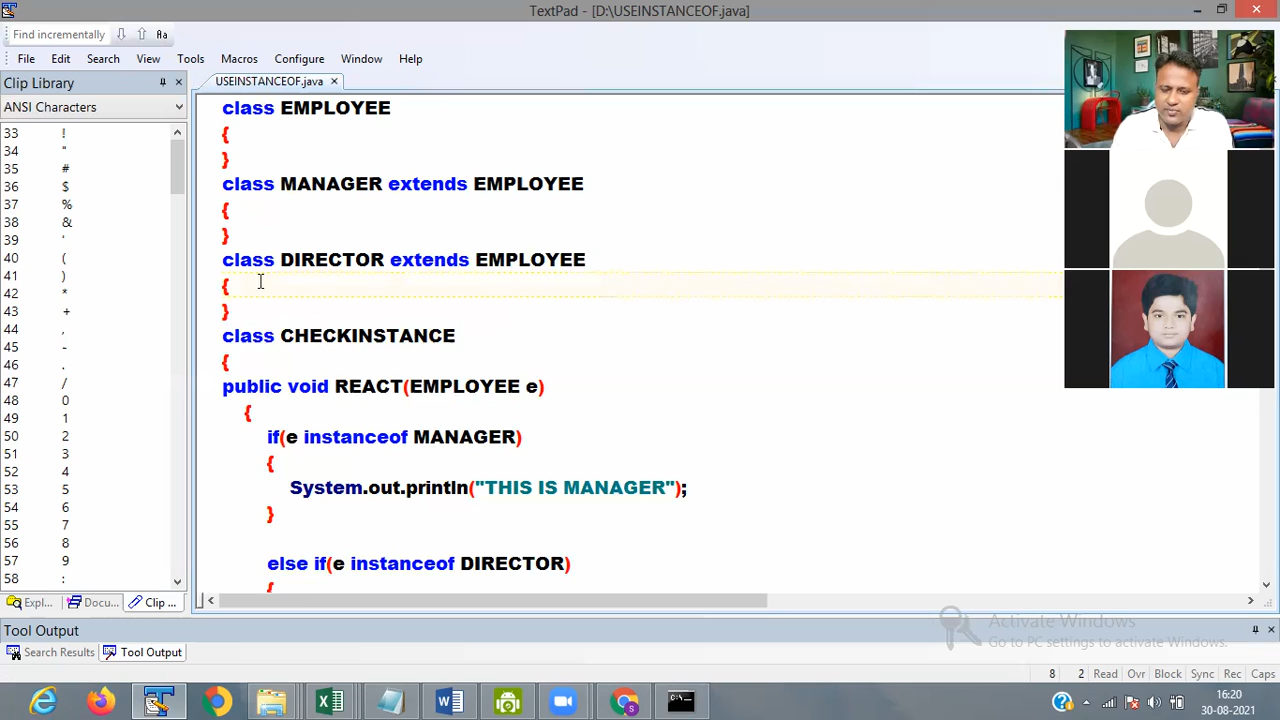 TextPad - [D:\USEINSTANCEOF.java]
Find incrementally
Aa
File Edit Search View Tools Macros Configure Window Help
Clip Library
USEINSTANCEOF.java
ANSI Characters
33 !
34 "
35 #
36 $
37 %
38 &
39 '
40 (
41 )
42 *
43 +
44 ,
45 -
46 .
47 /
48 0
49 1
50 2
51 3
52 4
53 5
54 6
55 7
56 8
57 9
58 :
class EMPLOYEE
{
}
class MANAGER extends EMPLOYEE
{
}
class DIRECTOR extends EMPLOYEE
{
}
class CHECKINSTANCE
{
public void REACT(EMPLOYEE e)
{
if(e instanceof MANAGER)
{
System.out.println("THIS IS MANAGER");
}
else if(e instanceof DIRECTOR)
{
Expl... Docu... Clip ...
Activate Windows
Go to PC settings to activate Windows.
Tool Output
Search Results Tool Output
8 2 Read Ovr Block Sync Rec Caps
16:20
30-08-2021